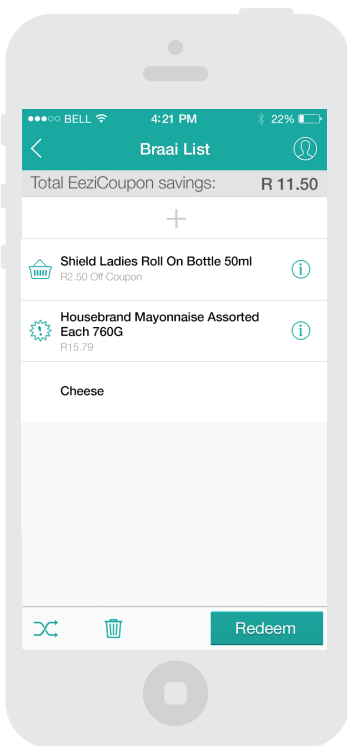 BELL 4:21 PM 22%
Braai List
Total EeziCoupon savings: R 11.50
Shield Ladies Roll On Bottle 50ml
R2.50 Off Coupon
Housebrand Mayonnaise Assorted
Each 760G
R15.79
Cheese
Redeem